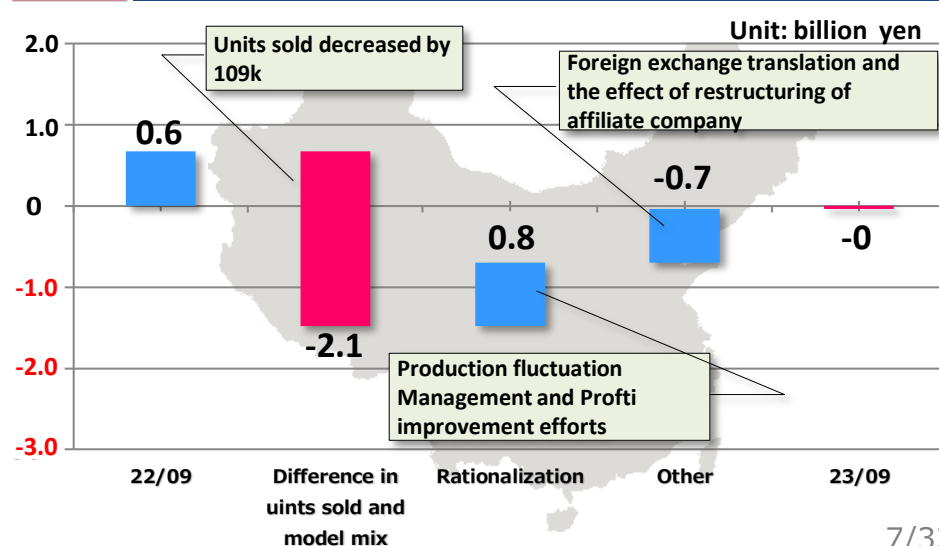 Unit: billion yen
2.0
1.0
0
-1.0
-2.0
-3.0
Units sold decreased by
109k
Foreign exchange translation and
the effect of restructuring of
affiliate company
0.6
-2.1
0.8
-0.7
-0
Production fluctuation
Management and Profti
improvement efforts
22/09
Difference in
uints sold and
model mix
Rationalization
Other
23/09